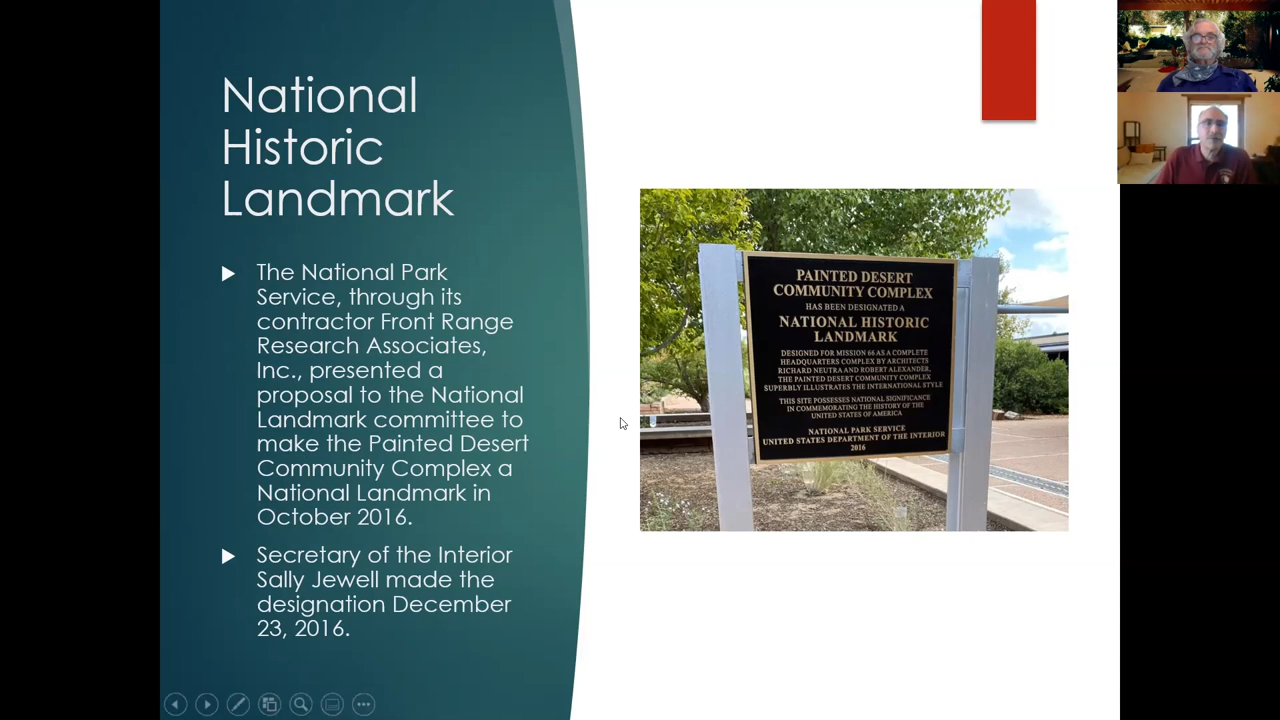 National
Historic
Landmark
The National Park
Service, through its
contractor Front Range
Research Associates,
Inc., presented a
proposal to the National
Landmark committee to
make the Painted Desert
Community Complex a
National Landmark in
October 2016.
Secretary of the Interior
Sally Jewell made the
designation December
23, 2016.
PAINTED DESERT
COMMUNITY COMPLEX
HAS BEEN DESIGNATED A
NATIONAL HISTORIC
LANDMARK
DESIGNED FOR MISSION 66 AS A COMPLETE
HEADQUARTERS COMPLEX BY ARCHITECTS
RICHARD NEUTRA AND ROBERT ALEXANDER,
THE PAINTED DESERT COMMUNITY COMPLEX
SUPERBLY ILLUSTRATES THE INTERNATIONAL STYLE
THIS SITE POSSESSES NATIONAL SIGNIFICANCE
IN COMMEMORATING THE HISTORY OF THE
UNITED STATES OF AMERICA
NATIONAL PARK SERVICE
UNITED STATES DEPARTMENT OF THE INTERIOR
2016